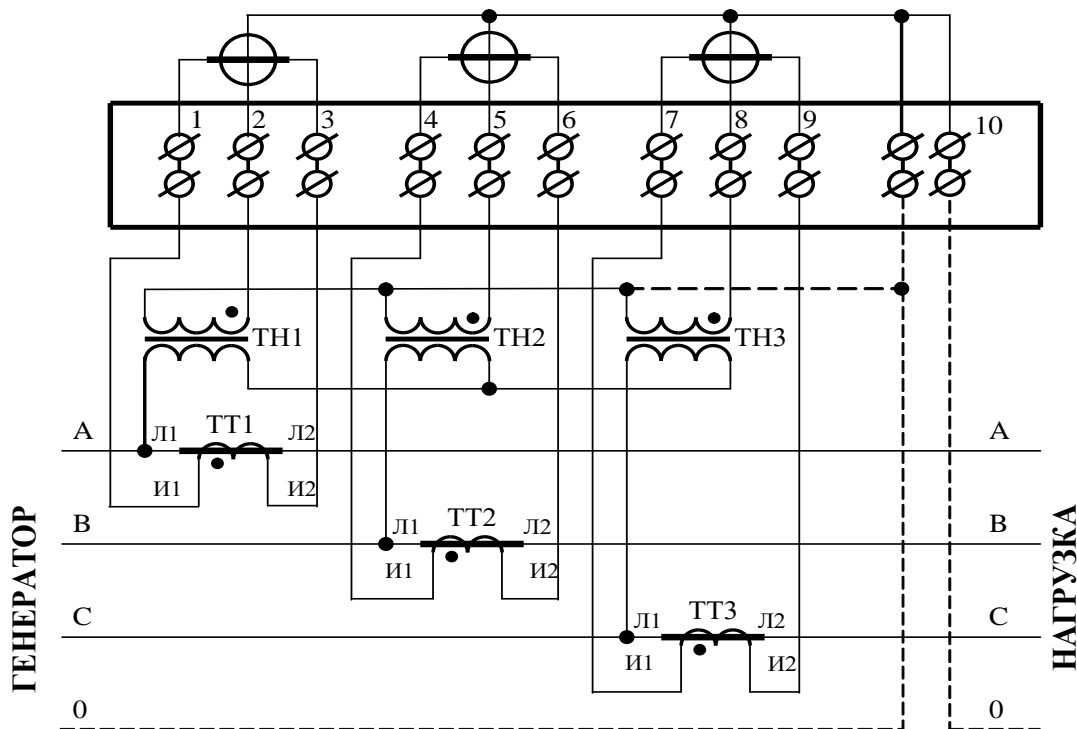 1 2 3 4 5 6 7 8 9 10
ТН1 ТН2 ТН3
А Л1 ТТ1 Л2 А
И1 И2
В Л1 ТТ2 Л2 В
И1 И2
С Л1 ТТ3 Л2 С
И1 И2
0 0
ГЕНЕРАТОР
НАГРУЗКА